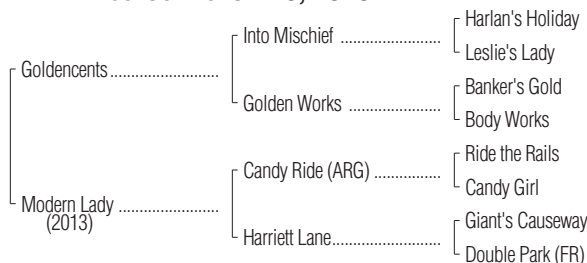 Harlan's Holiday
Into Mischief ....................
Leslie's Lady
Goldencents .....................
Banker's Gold
Golden Works ..................
Body Works
Ride the Rails
Candy Ride (ARG) ..............
Candy Girl
Modern Lady ....................
(2013)
Giant's Causeway
Harriett Lane.....................
Double Park (FR)